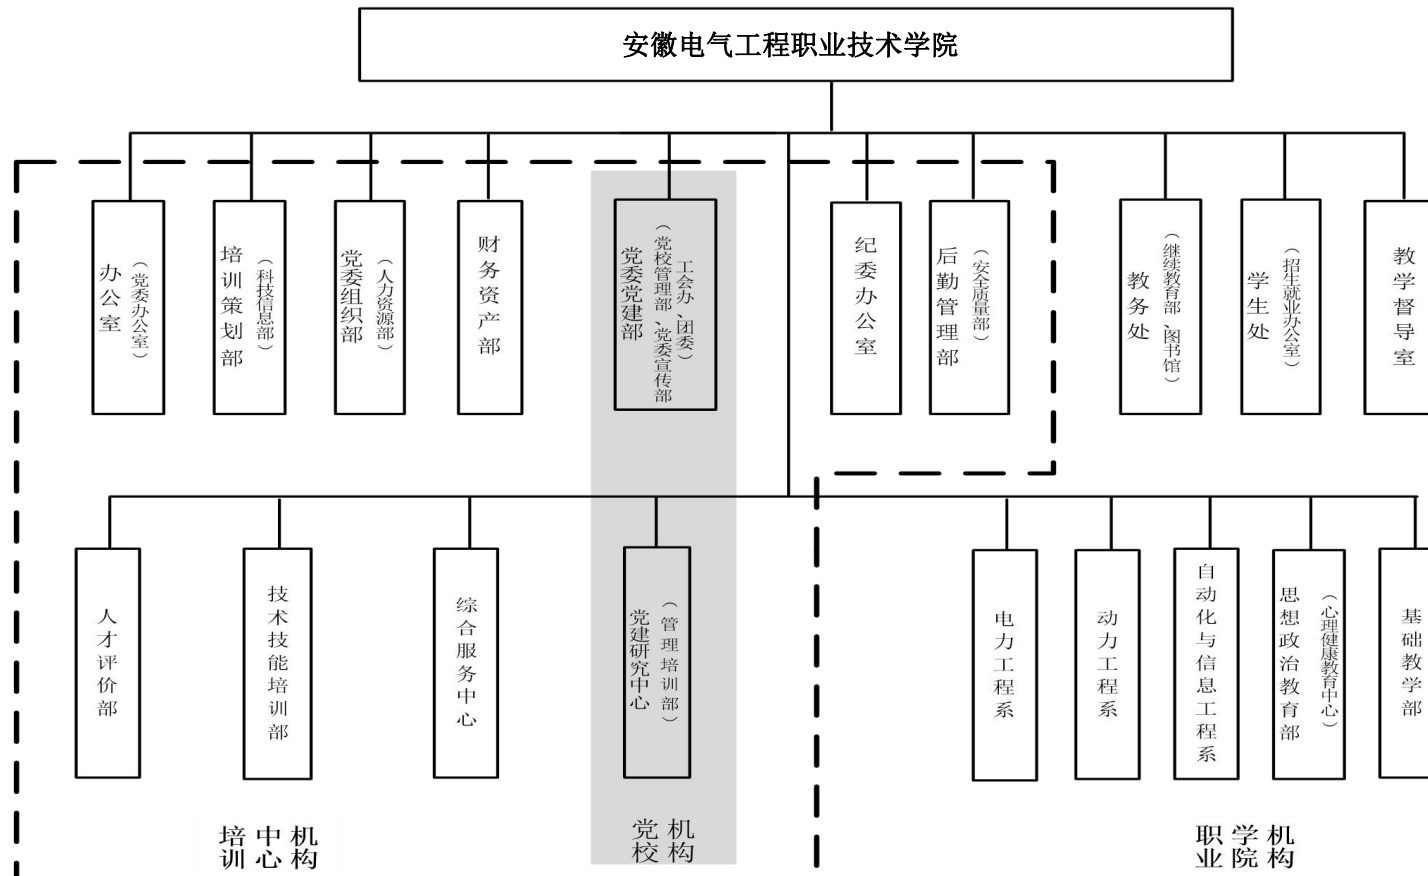 安徽电气工程职业技术学院
办公室
（党委办公室）
培训策划部
（科技信息部）
党委组织部
（人力资源部）
财务资产部
党委党建部
（党校管理部、党委宣传部
工会办、团委）
纪委办公室
后勤管理部
（安全质量部）
教务处
（继续教育部、图书馆）
学生处
（招生就业办公室）
教学督导室
人才评价部
技术技能培训部
综合服务中心
党建研究中心
（管理培训部）
电力工程系
动力工程系
自动化与信息工程系
思想政治教育部
（心理健康教育中心）
基础教学部
培训中心机构
党校机构
职业学院机构